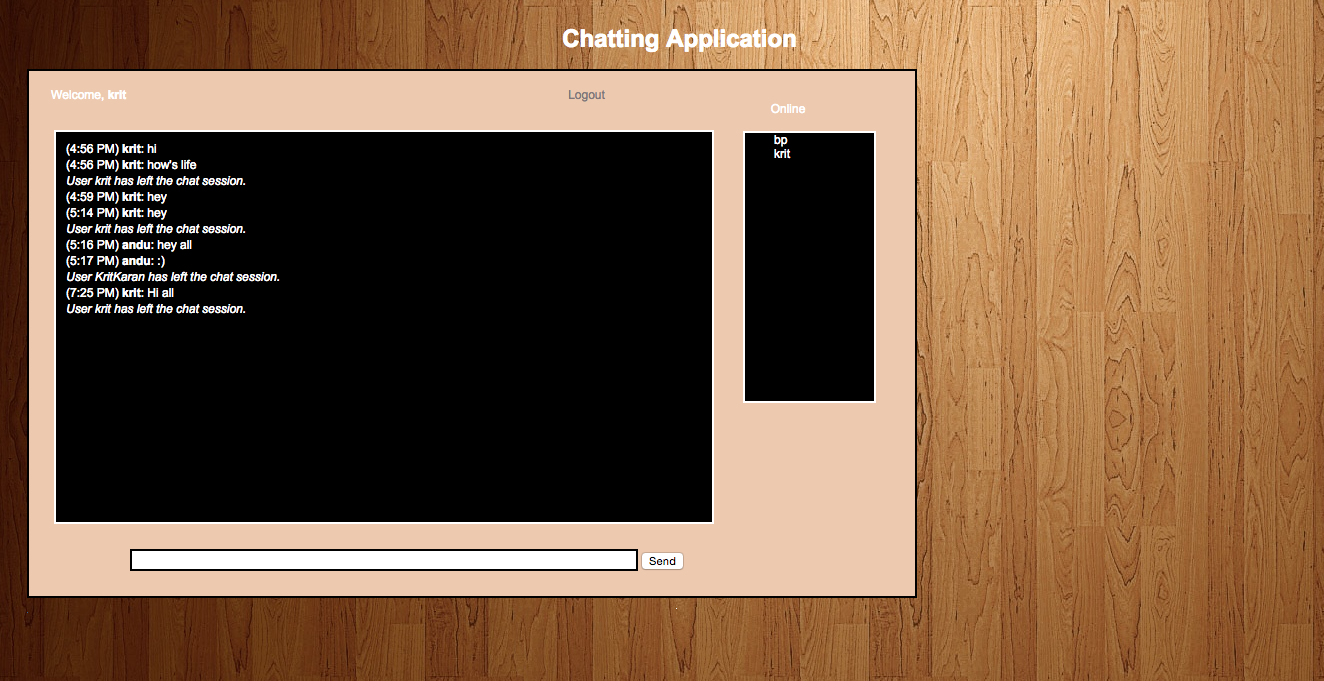 Chatting Application
Welcome, krit
Logout
Online
(4:56 PM) krit: hi
(4:56 PM) krit: how's life
User krit has left the chat session.
(4:59 PM) krit: hey
(5:14 PM) krit: hey
User krit has left the chat session.
(5:16 PM) andu: hey all
(5:17 PM) andu: :)
User KritKaran has left the chat session.
(7:25 PM) krit: Hi all
User krit has left the chat session.
bp
krit
Send